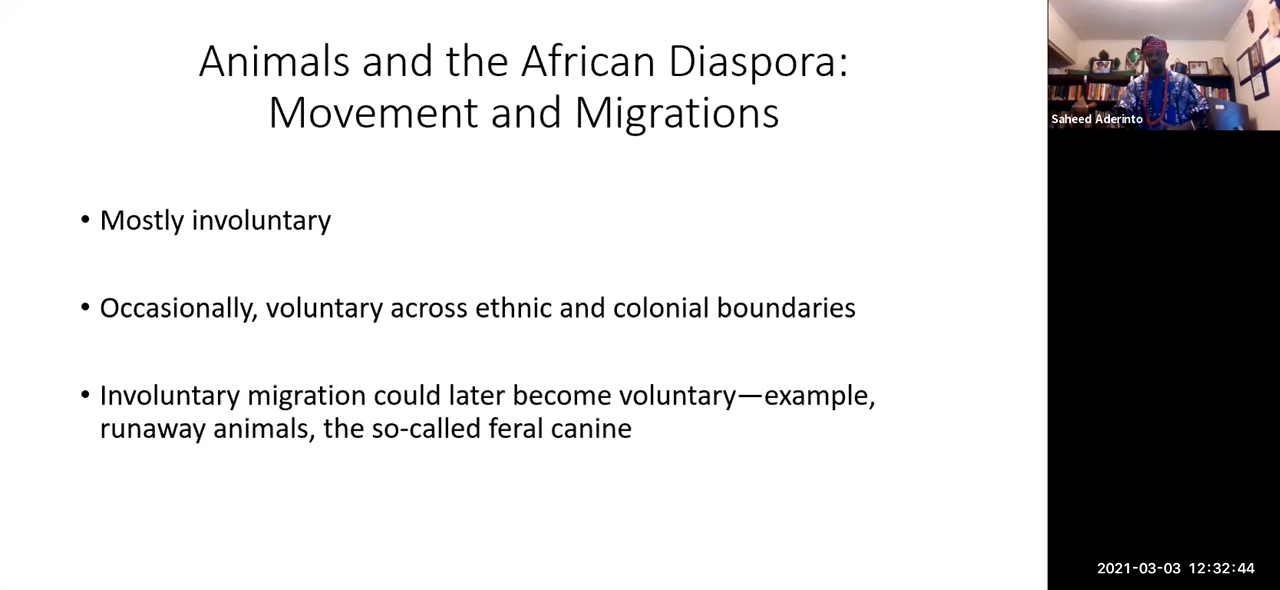 Animals and the African Diaspora:
Movement and Migrations
• Mostly involuntary
• Occasionally, voluntary across ethnic and colonial boundaries
• Involuntary migration could later become voluntary—example,
runaway animals, the so-called feral canine
Saheed Aderinto
2021-03-03 12:32:44